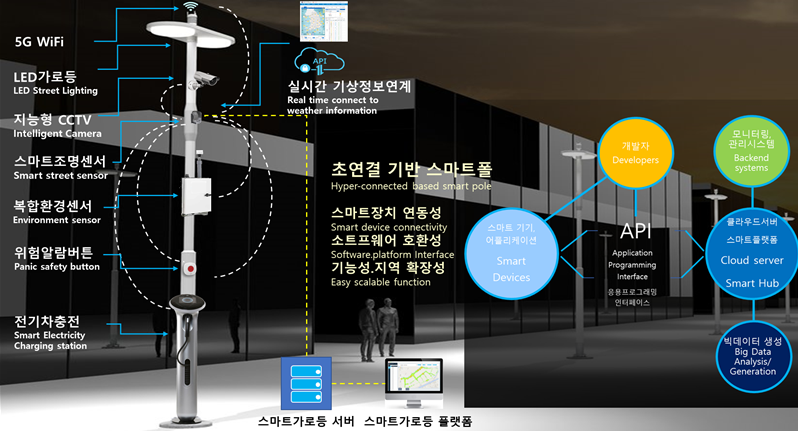 5G WiFi
LED가로등
LED Street Lighting
지능형 CCTV
Intelligent Camera
스마트조명센서
Smart street sensor
복합환경센서
Environment sensor
위험알람버튼
Panic safety button
전기차충전
Smart Electricity
Charging station
API
실시간 기상정보연계
Real time connect to
weather information
초연결 기반 스마트폴
Hyper-connected based smart pole
스마트장치 연동성
Smart device connectivity
소트프웨어 호환성
Software.platform Interface
기능성.지역 확장성
Easy scalable function
스마트가로등 서버
스마트가로등 플랫폼
개발자
Developers
스마트 기기.
어플리케이션
Smart
Devices
API
Application
Programming
Interface
응용프로그래밍
인터페이스
모니터링.
관리시스템
Backend
systems
클라우드서버
스마트플랫폼
Cloud server
Smart Hub
빅데이터 생성
Big Data
Analysis/
Generation